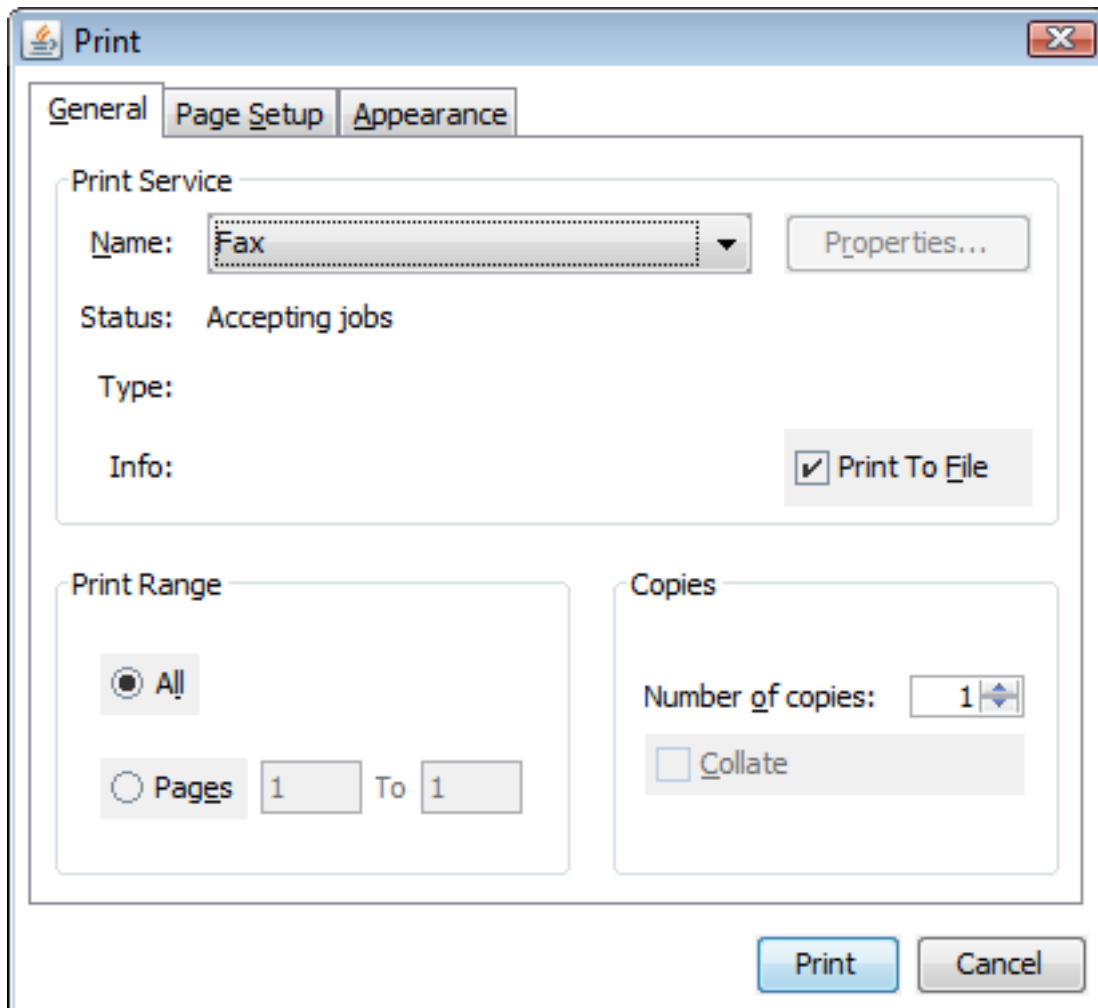 Print
General Page Setup Appearance
Print Service
Name: Fax Properties...
Status: Accepting jobs
Type:
Info: Print To File
Print Range Copies
All
Number of copies: 1
Collate
Pages 1 To 1
Print Cancel